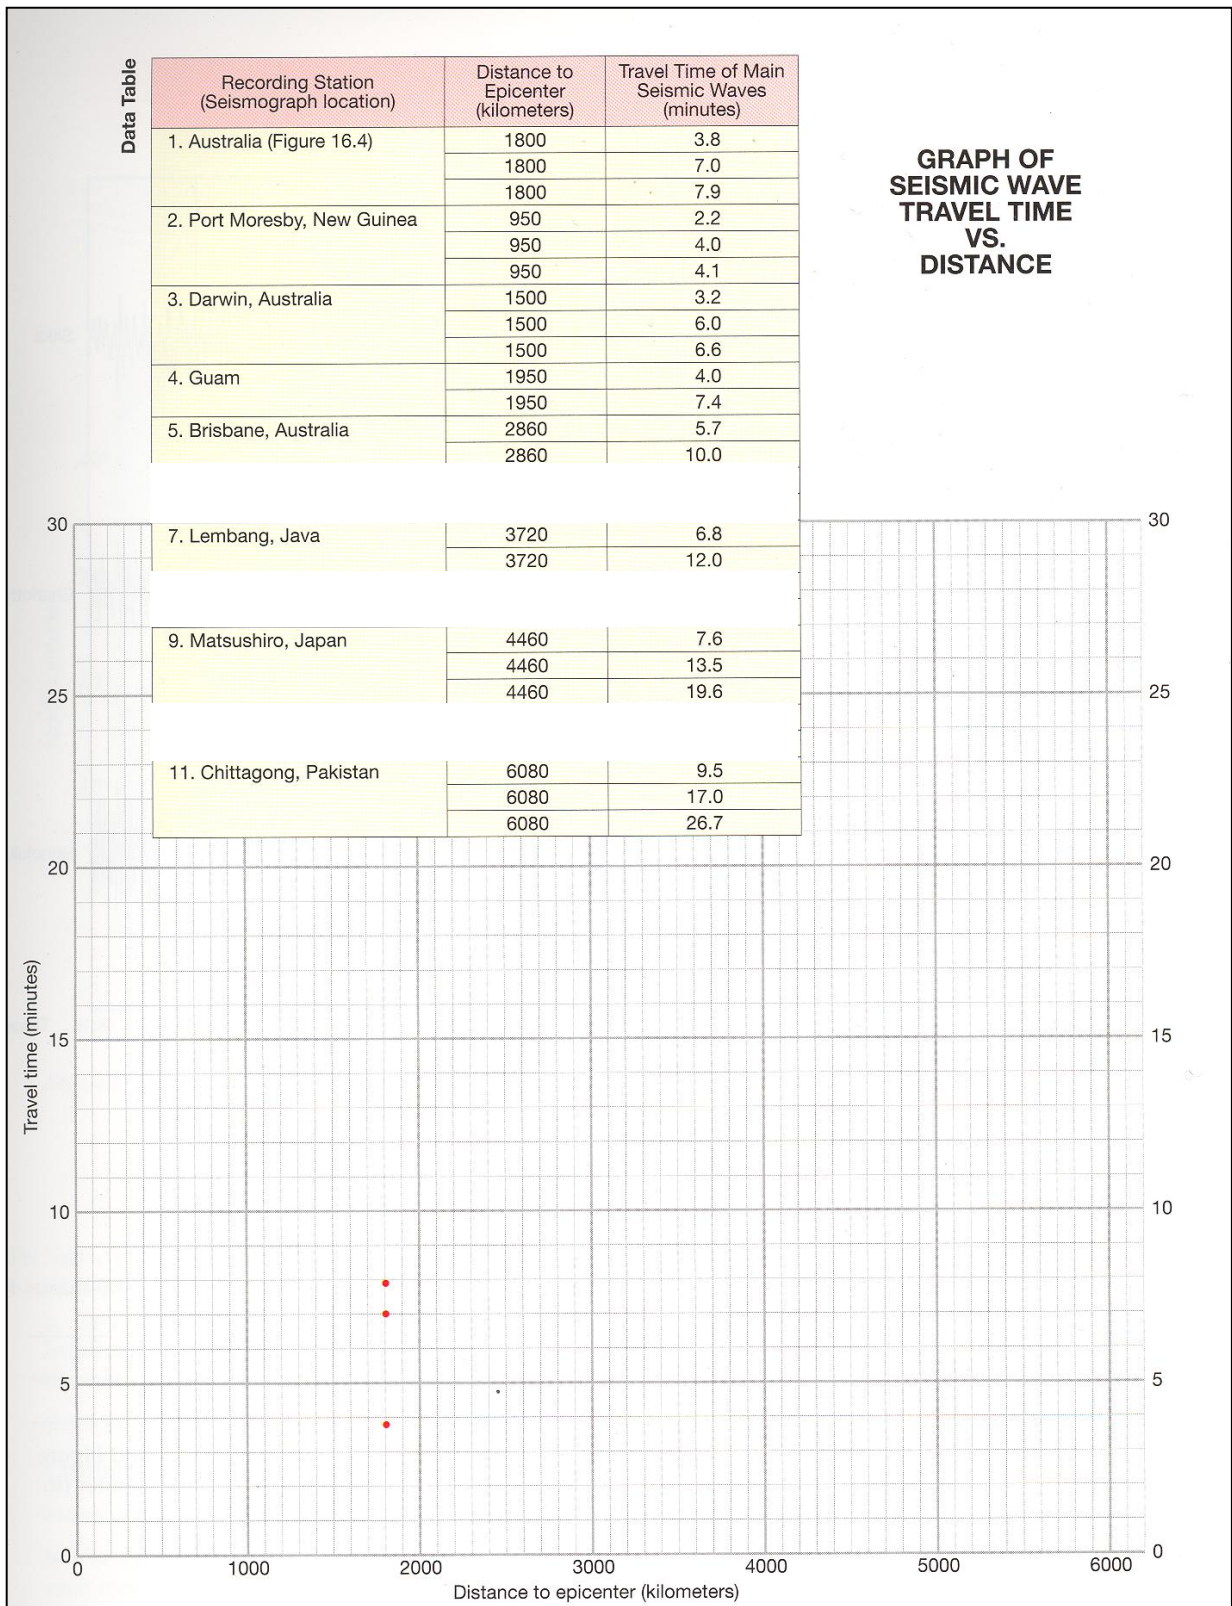 Data Table
Recording Station
(Seismograph location)
Distance to
Epicenter
(kilometers)
Travel Time of Main
Seismic Waves
(minutes)
1. Australia (Figure 16.4) 1800 3.8
1800 7.0
1800 7.9
2. Port Moresby, New Guinea 950 2.2
950 4.0
950 4.1
3. Darwin, Australia 1500 3.2
1500 6.0
1500 6.6
4. Guam 1950 4.0
1950 7.4
5. Brisbane, Australia 2860 5.7
2860 10.0
7. Lembang, Java 3720 6.8
3720 12.0
9. Matsushiro, Japan 4460 7.6
4460 13.5
4460 19.6
11. Chittagong, Pakistan 6080 9.5
6080 17.0
6080 26.7
GRAPH OF
SEISMIC WAVE
TRAVEL TIME
VS.
DISTANCE
30 30
25 25
20 20
15 15
10 10
5 5
0 0
Travel time (minutes)
0 1000 2000 3000 4000 5000 6000
Distance to epicenter (kilometers)